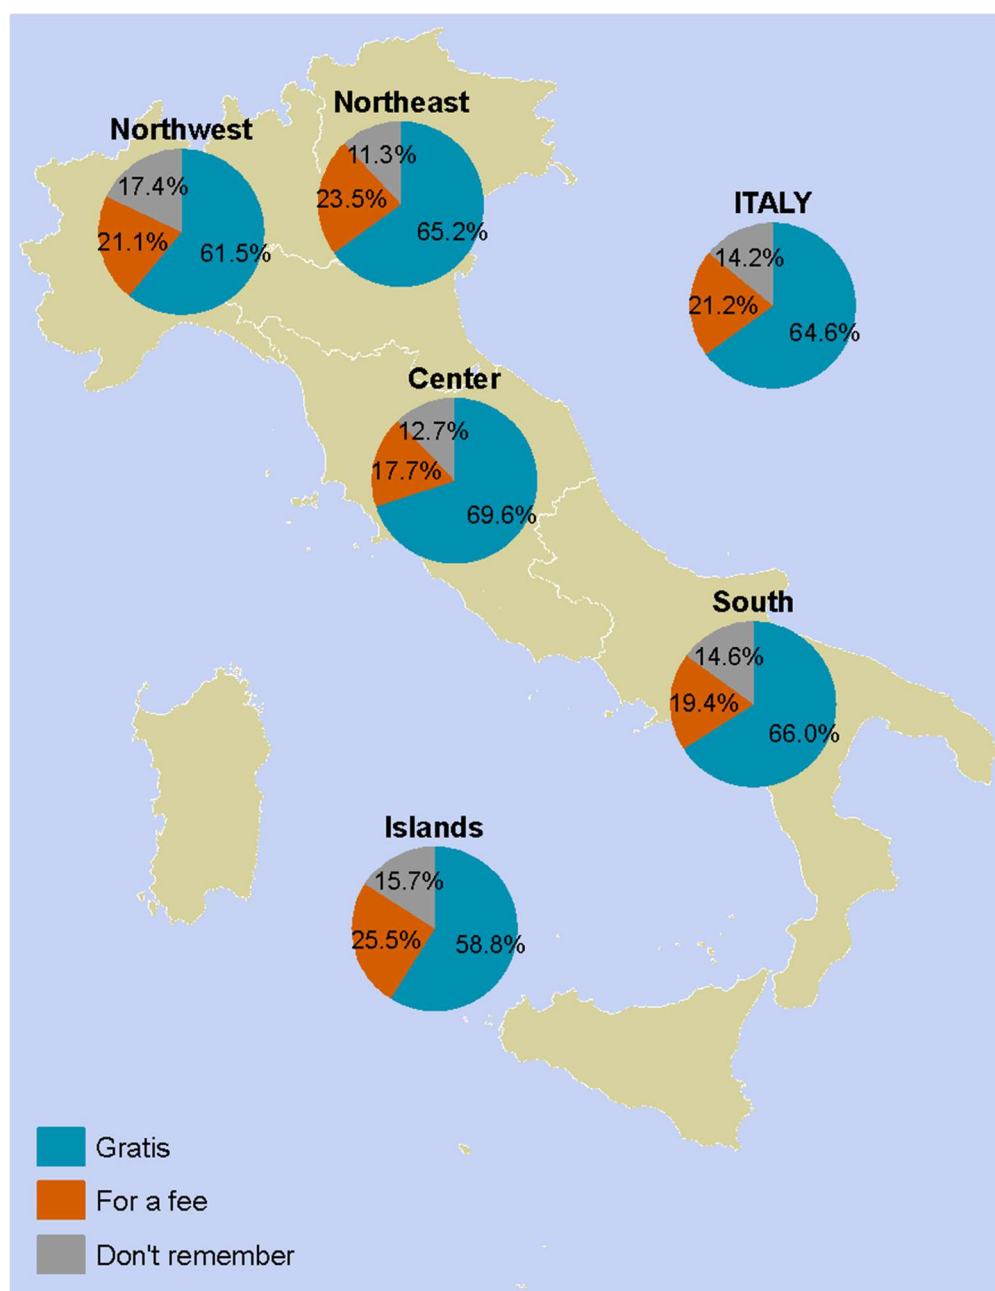 Northeast
11.3%
23.5%
65.2%
Northwest
17.4%
21.1%
61.5%
ITALY
14.2%
21.2%
64.6%
Center
12.7%
17.7%
69.6%
South
14.6%
19.4%
66.0%
Islands
15.7%
25.5%
58.8%
Gratis
For a fee
Don't remember